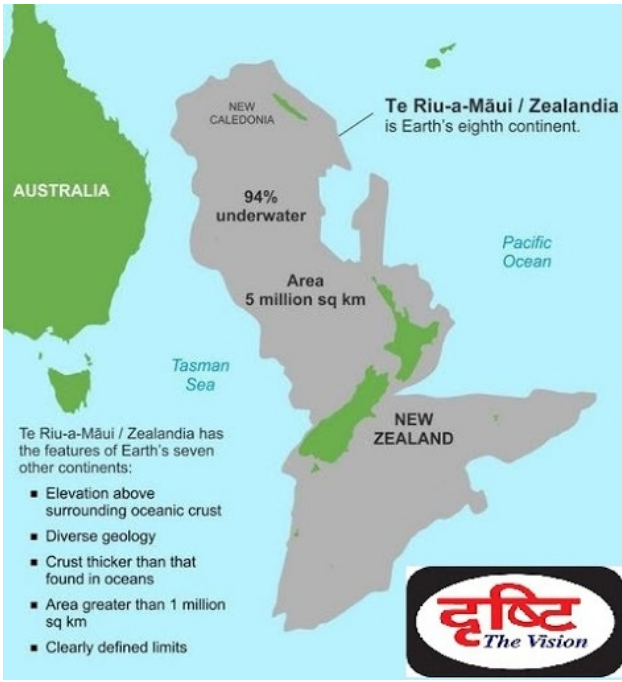 NEW
CALEDONIA
Te Riu-a-Māui / Zealandia
is Earth's eighth continent.
AUSTRALIA
94%
underwater
Pacific
Ocean
Area
5 million sq km
Tasman
Sea
NEW
ZEALAND
Te Riu-a-Māui / Zealandia has
the features of Earth's seven
other continents:
▪ Elevation above
surrounding oceanic crust
▪ Diverse geology
▪ Crust thicker than that
found in oceans
▪ Area greater than 1 million
sq km
▪ Clearly defined limits
दृष्टि
The Vision